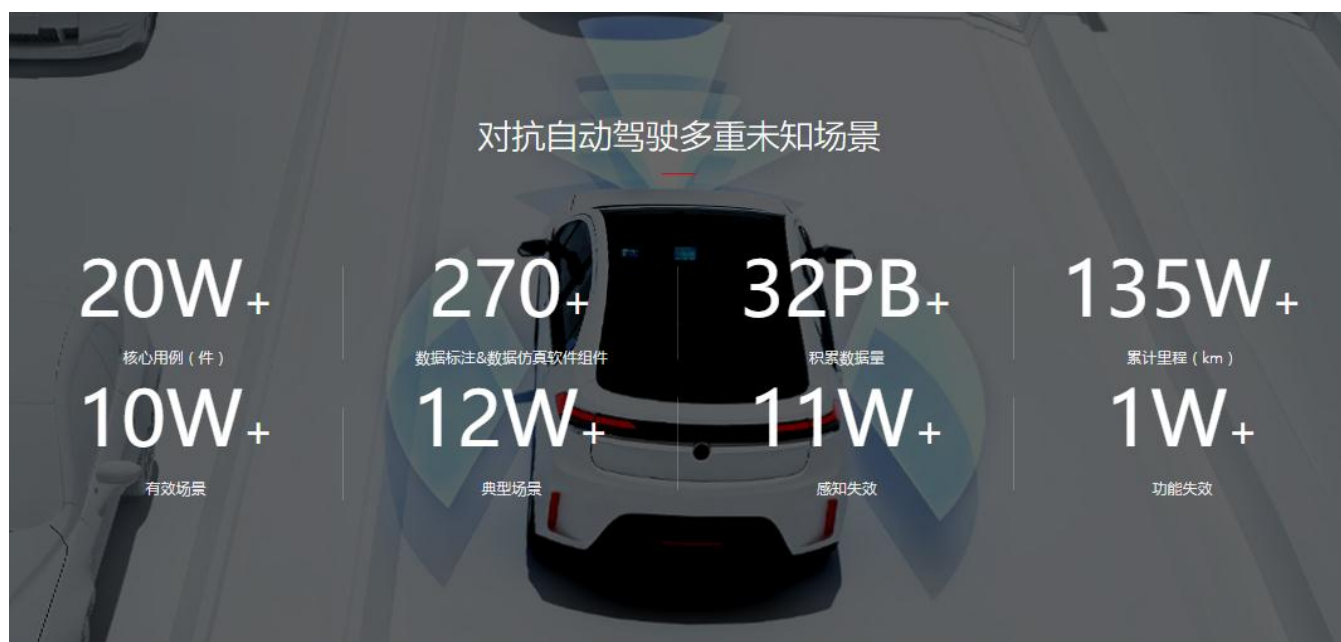 对抗自动驾驶多重未知场景
20W+ 270+ 32PB+ 135W+
核心用例（件） 数据标注&数据仿真软件组件 积累数据量 累计里程（km）
10W+ 12W+ 11W+ 1W+
有效场景 典型场景 感知失效 功能失效